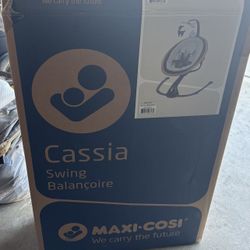 We carry the future
Cassia
Swing
Balançoire
MAXI-COSI
We carry the future